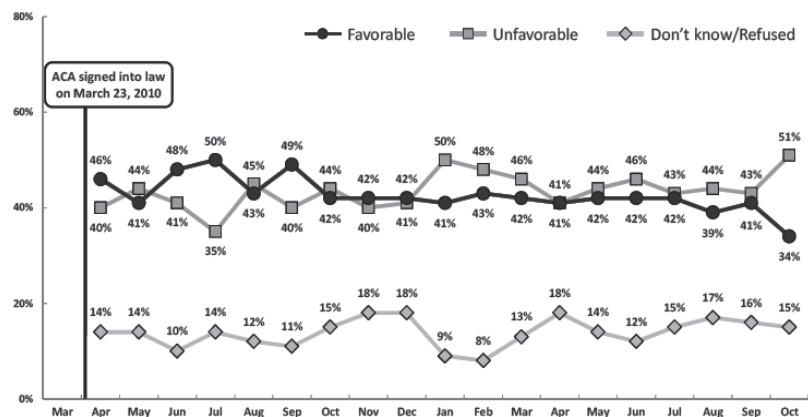 80%
Favorable Unfavorable Don't know/Refused
ACA signed into law
on March 23, 2010
60%
46% 44% 48% 50% 45% 49% 44% 42% 42% 50% 48% 46% 41% 44% 46% 43% 44% 43% 51%
40%
40% 41% 41% 35% 43% 40% 42% 40% 41% 41% 43% 42% 41% 42% 42% 42% 39% 41% 34%
20%
14% 14% 10% 14% 12% 11% 15% 18% 18% 9% 8% 13% 18% 14% 12% 15% 17% 16% 15%
0%
Mar Apr May Jun Jul Aug Sep Oct Nov Dec Jan Feb Mar Apr May Jun Jul Aug Sep Oct